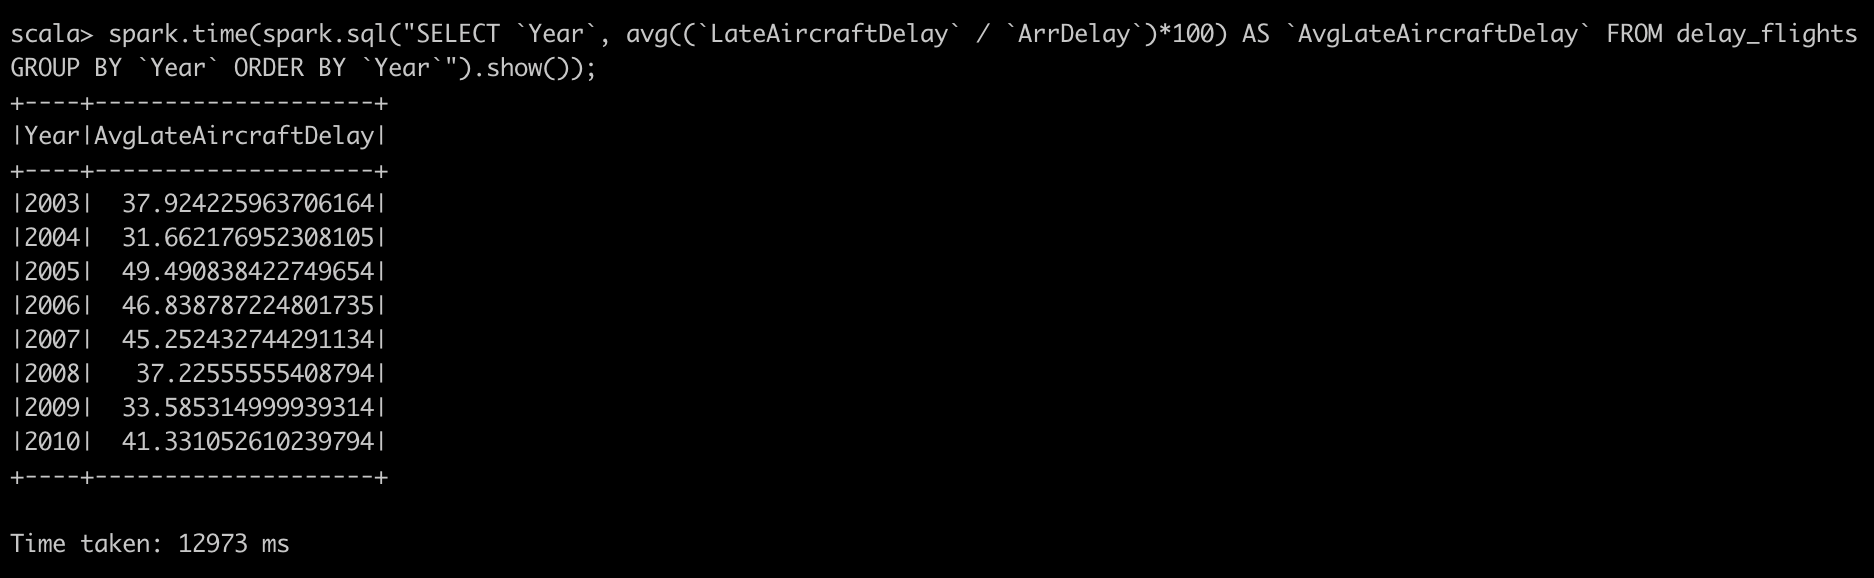 scala> spark.time(spark.sql("SELECT `Year`, avg((`LateAircraftDelay` / `ArrDelay`)*100) AS `AvgLateAircraftDelay` FROM delay_flights
GROUP BY `Year` ORDER BY `Year`").show());
+----+--------------------+
|Year|AvgLateAircraftDelay|
+----+--------------------+
|2003|  37.924225963706164|
|2004|  31.662176952308105|
|2005|  49.490838422749654|
|2006|  46.838787224801735|
|2007|  45.252432744291134|
|2008|   37.22555555408794|
|2009|  33.585314999939314|
|2010|  41.331052610239794|
+----+--------------------+
Time taken: 12973 ms